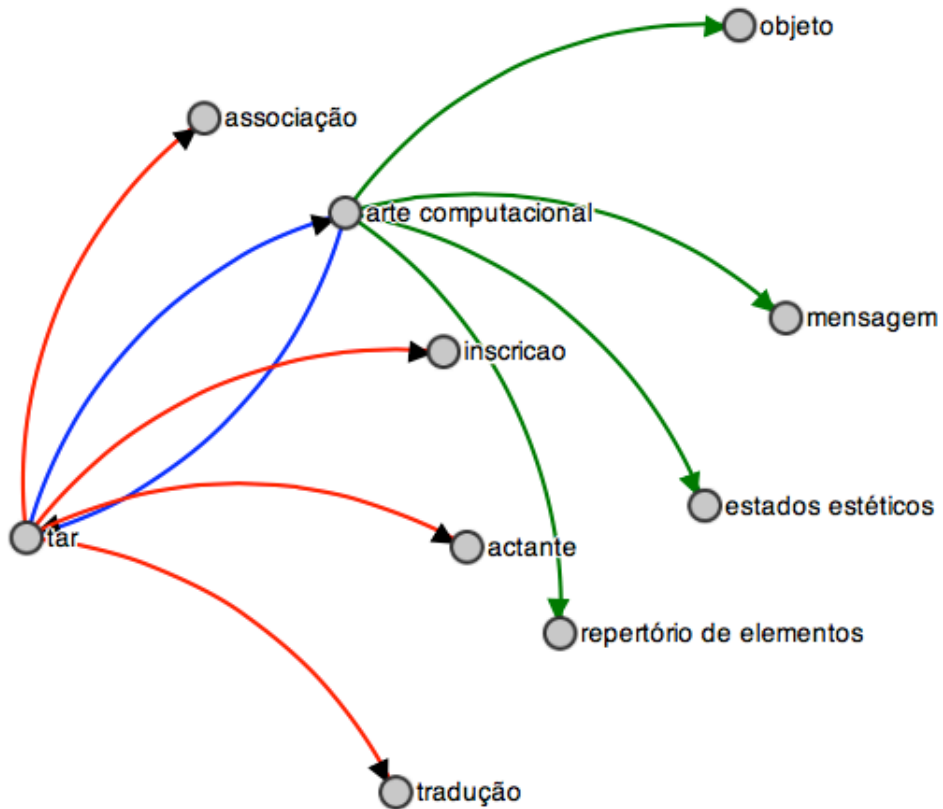 objeto
associação
arte computacional
mensagem
inscricao
estados estéticos
tar
actante
repertório de elementos
tradução